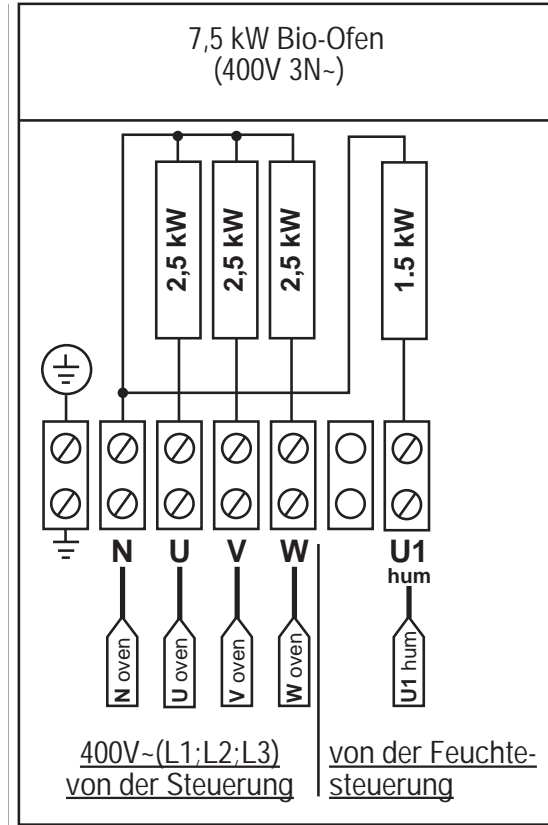 7,5 kW Bio-Ofen
(400V 3N~)
2,5 kW
2,5 kW
2,5 kW
1.5 kW
N U V W U1
hum
N oven
U oven
V oven
W oven
U1 hum
400V~(L1;L2;L3)
von der Steuerung
von der Feuchte-
steuerung